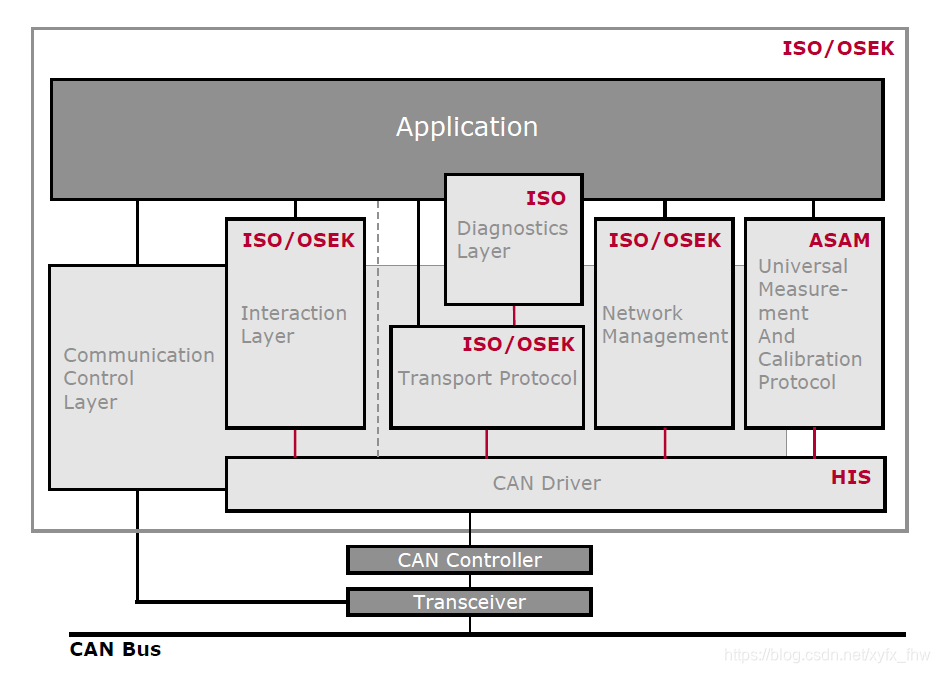 ISO/OSEK
Application
ISO
Diagnostics
Layer
ISO/OSEK
Interaction
Layer
ISO/OSEK
Network
Management
ASAM
Universal
Measure-
ment
And
Calibration
Protocol
Communication
Control
Layer
ISO/OSEK
Transport Protocol
HIS
CAN Driver
CAN Controller
Transceiver
CAN Bus
https://blog.csdn.net/xyfx_fhw